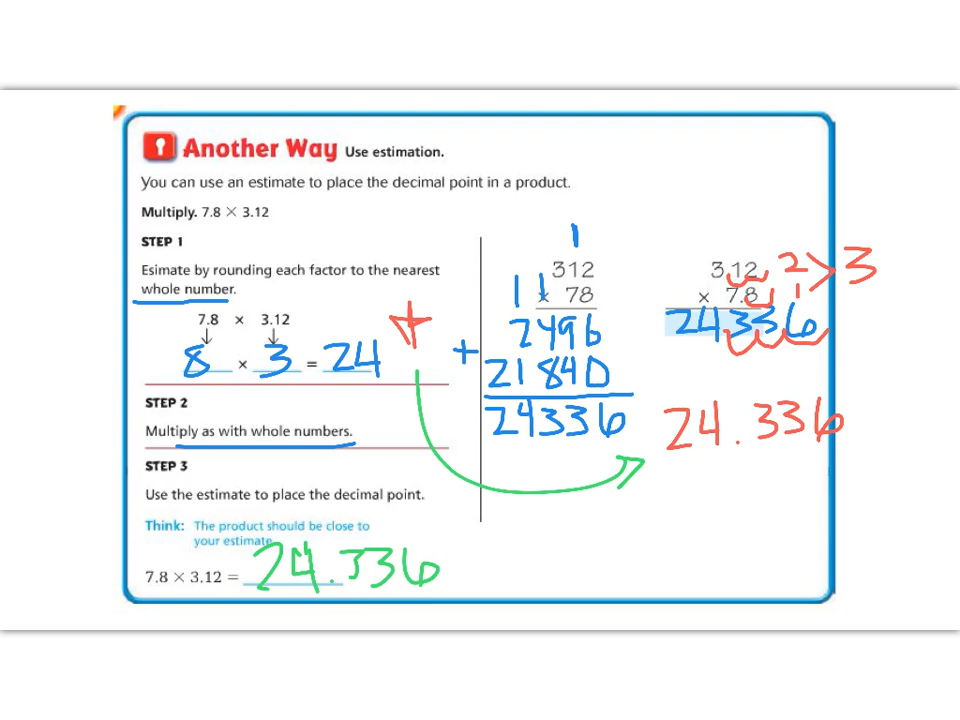 Another Way Use estimation.
You can use an estimate to place the decimal point in a product.
Multiply. 7.8 × 3.12
STEP 1
Esimate by rounding each factor to the nearest
whole number.
7.8 × 3.12
8 × 3 = 24
STEP 2
Multiply as with whole numbers.
STEP 3
Use the estimate to place the decimal point.
Think: The product should be close to
your estimate.
7.8 × 3.12 = 24.336
1
312
11
× 78
2496
+
21840
24336
3.12 2 > 3
× 7.8 1
24336
24.336